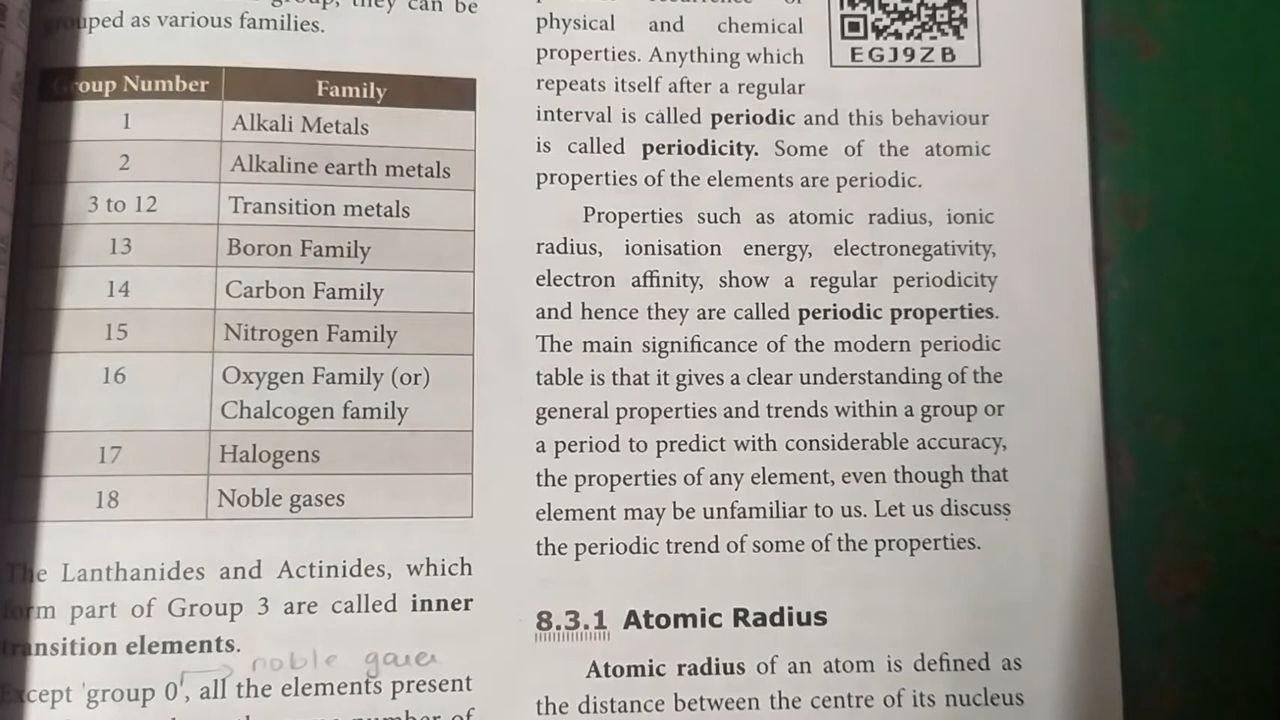 group, they can be
grouped as various families.
Group Number Family
1 Alkali Metals
2 Alkaline earth metals
3 to 12 Transition metals
13 Boron Family
14 Carbon Family
15 Nitrogen Family
16 Oxygen Family (or)
Chalcogen family
17 Halogens
18 Noble gases
The Lanthanides and Actinides, which
form part of Group 3 are called inner
transition elements.
noble gases
Except 'group 0', all the elements present
number of
physical and chemical
properties. Anything which
repeats itself after a regular
interval is called periodic and this behaviour
is called periodicity. Some of the atomic
properties of the elements are periodic.
EGJ9ZB
Properties such as atomic radius, ionic
radius, ionisation energy, electronegativity,
electron affinity, show a regular periodicity
and hence they are called periodic properties.
The main significance of the modern periodic
table is that it gives a clear understanding of the
general properties and trends within a group or
a period to predict with considerable accuracy,
the properties of any element, even though that
element may be unfamiliar to us. Let us discuss
the periodic trend of some of the properties.
8.3.1 Atomic Radius
Atomic radius of an atom is defined as
the distance between the centre of its nucleus